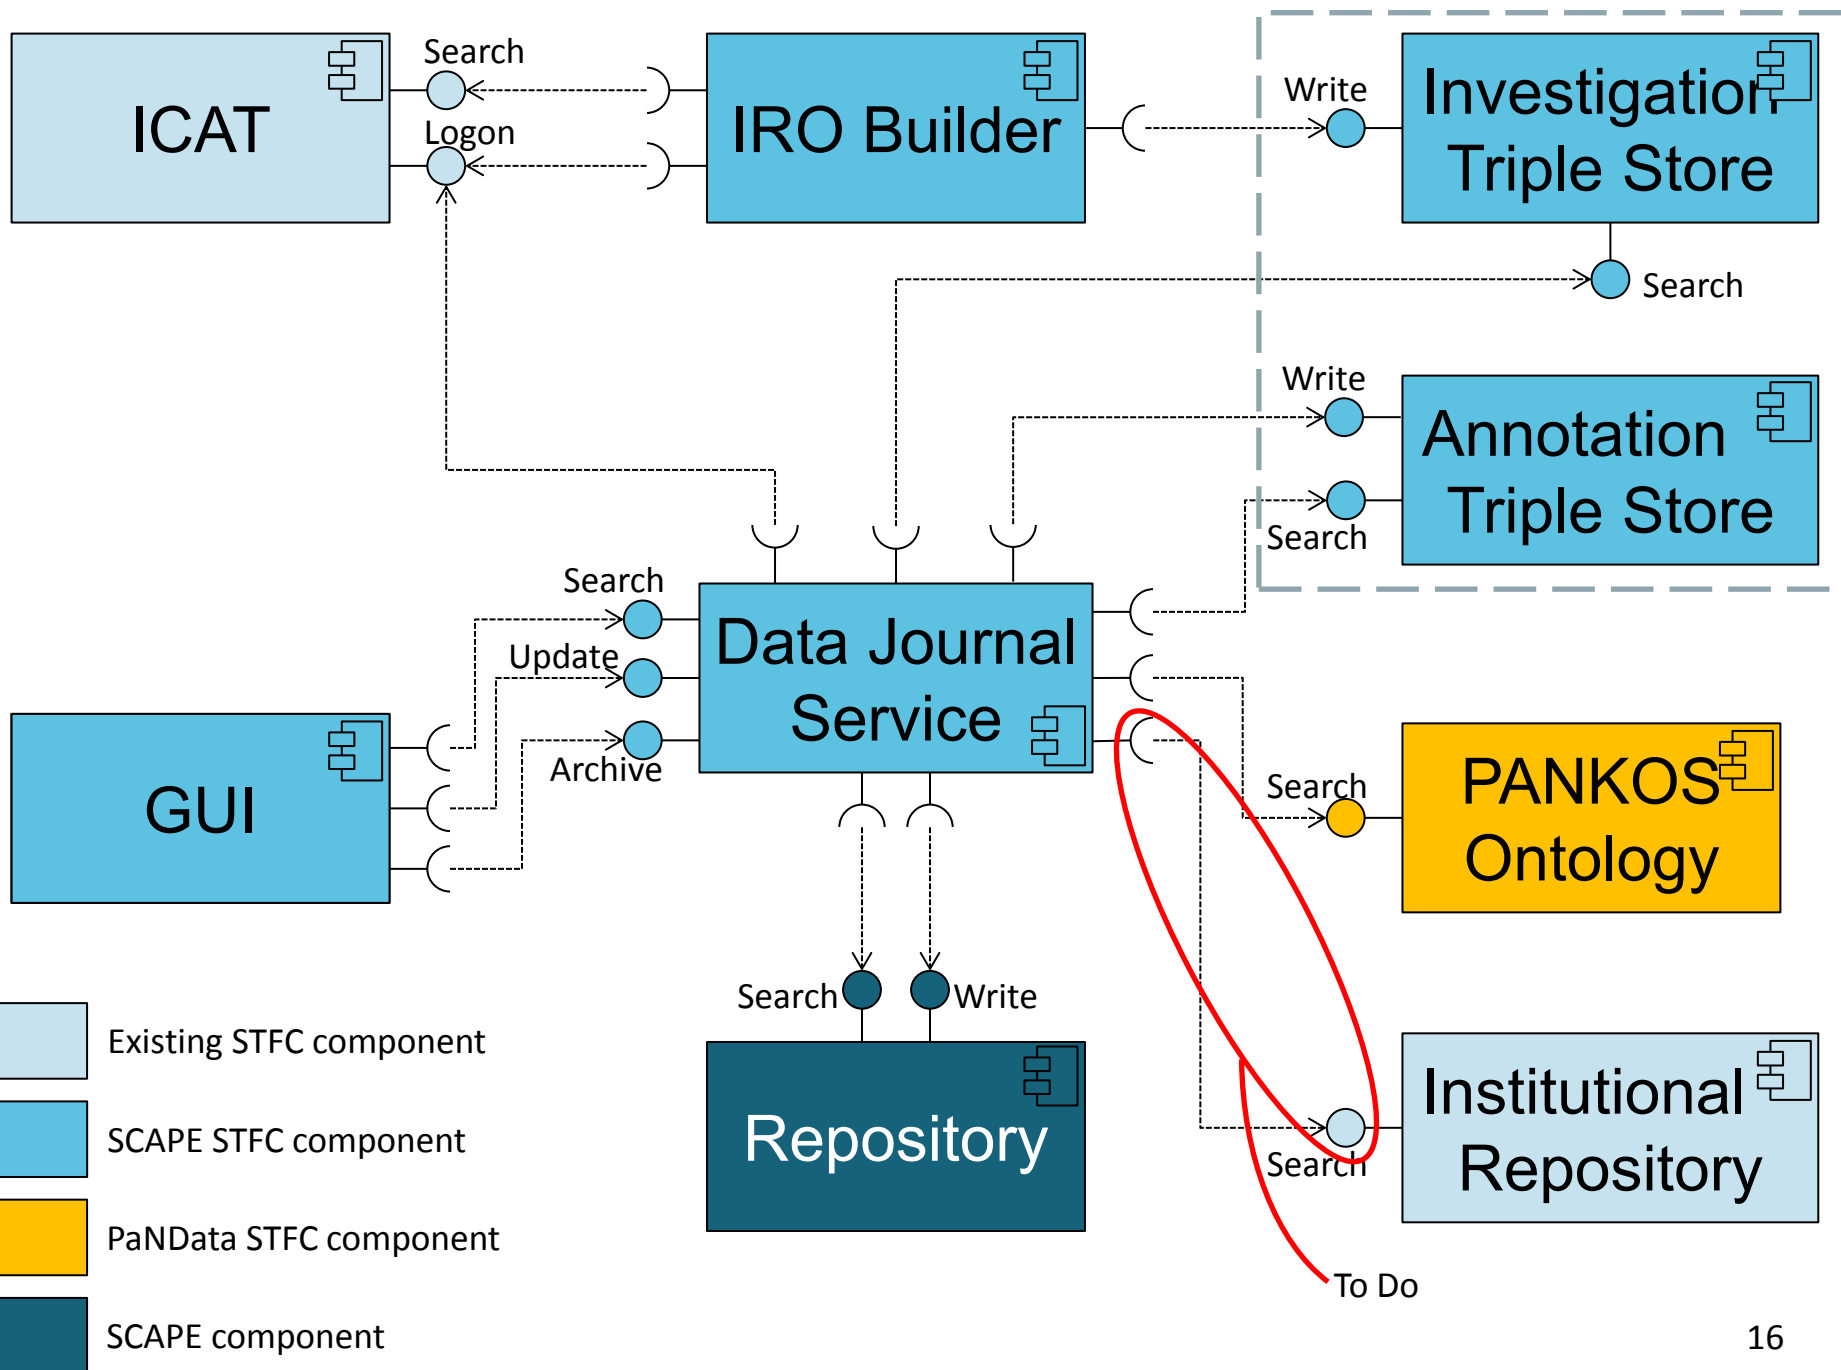 Search
ICAT
Logon
IRO Builder
Write
Investigation
Triple Store
Search
Write
Annotation
Triple Store
Search
Search
Update
Archive
Data Journal
Service
GUI
Search
PANKOS
Ontology
Search
Write
Repository
Institutional
Repository
Search
To Do
Existing STFC component
SCAPE STFC component
PaNData STFC component
SCAPE component
16